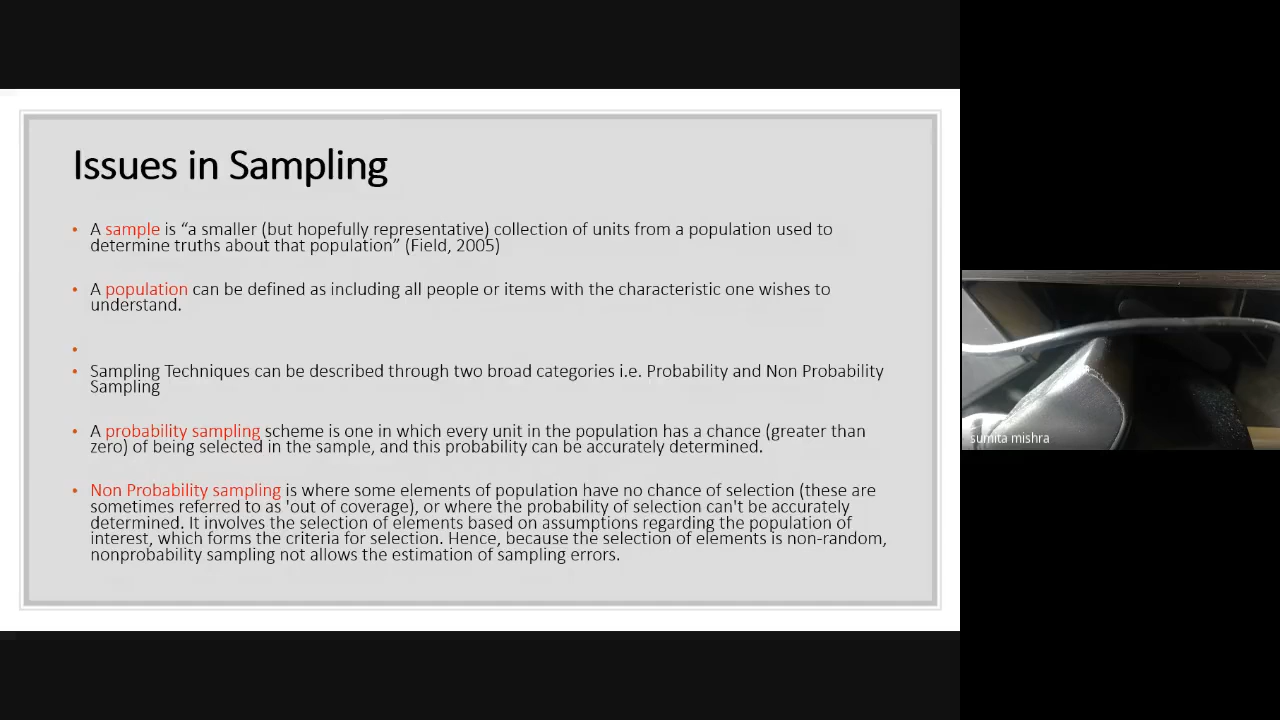 Issues in Sampling
• A sample is “a smaller (but hopefully representative) collection of units from a population used to
determine truths about that population” (Field, 2005)
• A population can be defined as including all people or items with the characteristic one wishes to
understand.
•
• Sampling Techniques can be described through two broad categories i.e. Probability and Non Probability
Sampling
• A probability sampling scheme is one in which every unit in the population has a chance (greater than
zero) of being selected in the sample, and this probability can be accurately determined.
• Non Probability sampling is where some elements of population have no chance of selection (these are
sometimes referred to as 'out of coverage), or where the probability of selection can't be accurately
determined. It involves the selection of elements based on assumptions regarding the population of
interest, which forms the criteria for selection. Hence, because the selection of elements is non-random,
nonprobability sampling not allows the estimation of sampling errors.
sumita mishra